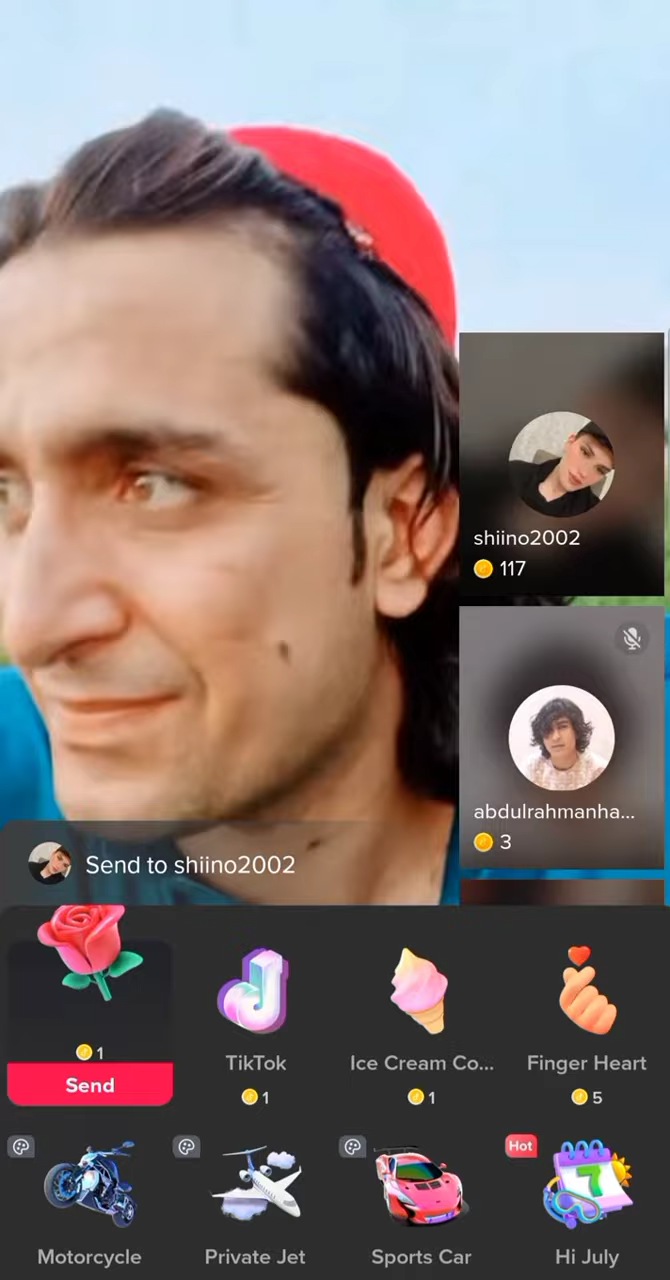 shiino2002
117
abdulrahmanha...
3
Send to shiino2002
1
Send
TikTok
1
Ice Cream Co...
1
Finger Heart
5
Motorcycle
Private Jet
Sports Car
Hot
7
Hi July